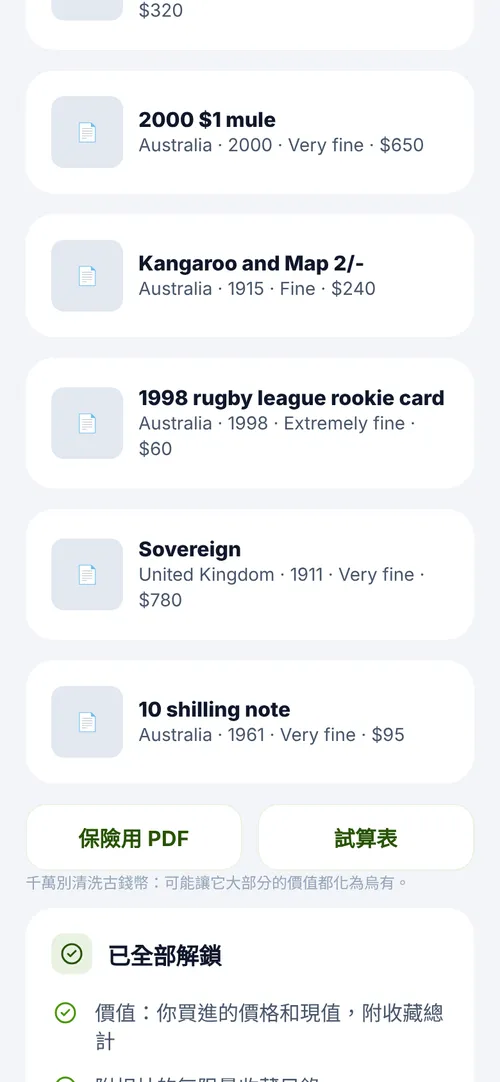 $320
2000 $1 mule
Australia · 2000 · Very fine · $650
Kangaroo and Map 2/-
Australia · 1915 · Fine · $240
1998 rugby league rookie card
Australia · 1998 · Extremely fine ·
$60
Sovereign
United Kingdom · 1911 · Very fine ·
$780
10 shilling note
Australia · 1961 · Very fine · $95
保險用 PDF
試算表
千萬別清洗古錢幣：可能讓它大部分的價值都化為烏有。
已全部解鎖
價值：你買進的價格和現值，附收藏總
計